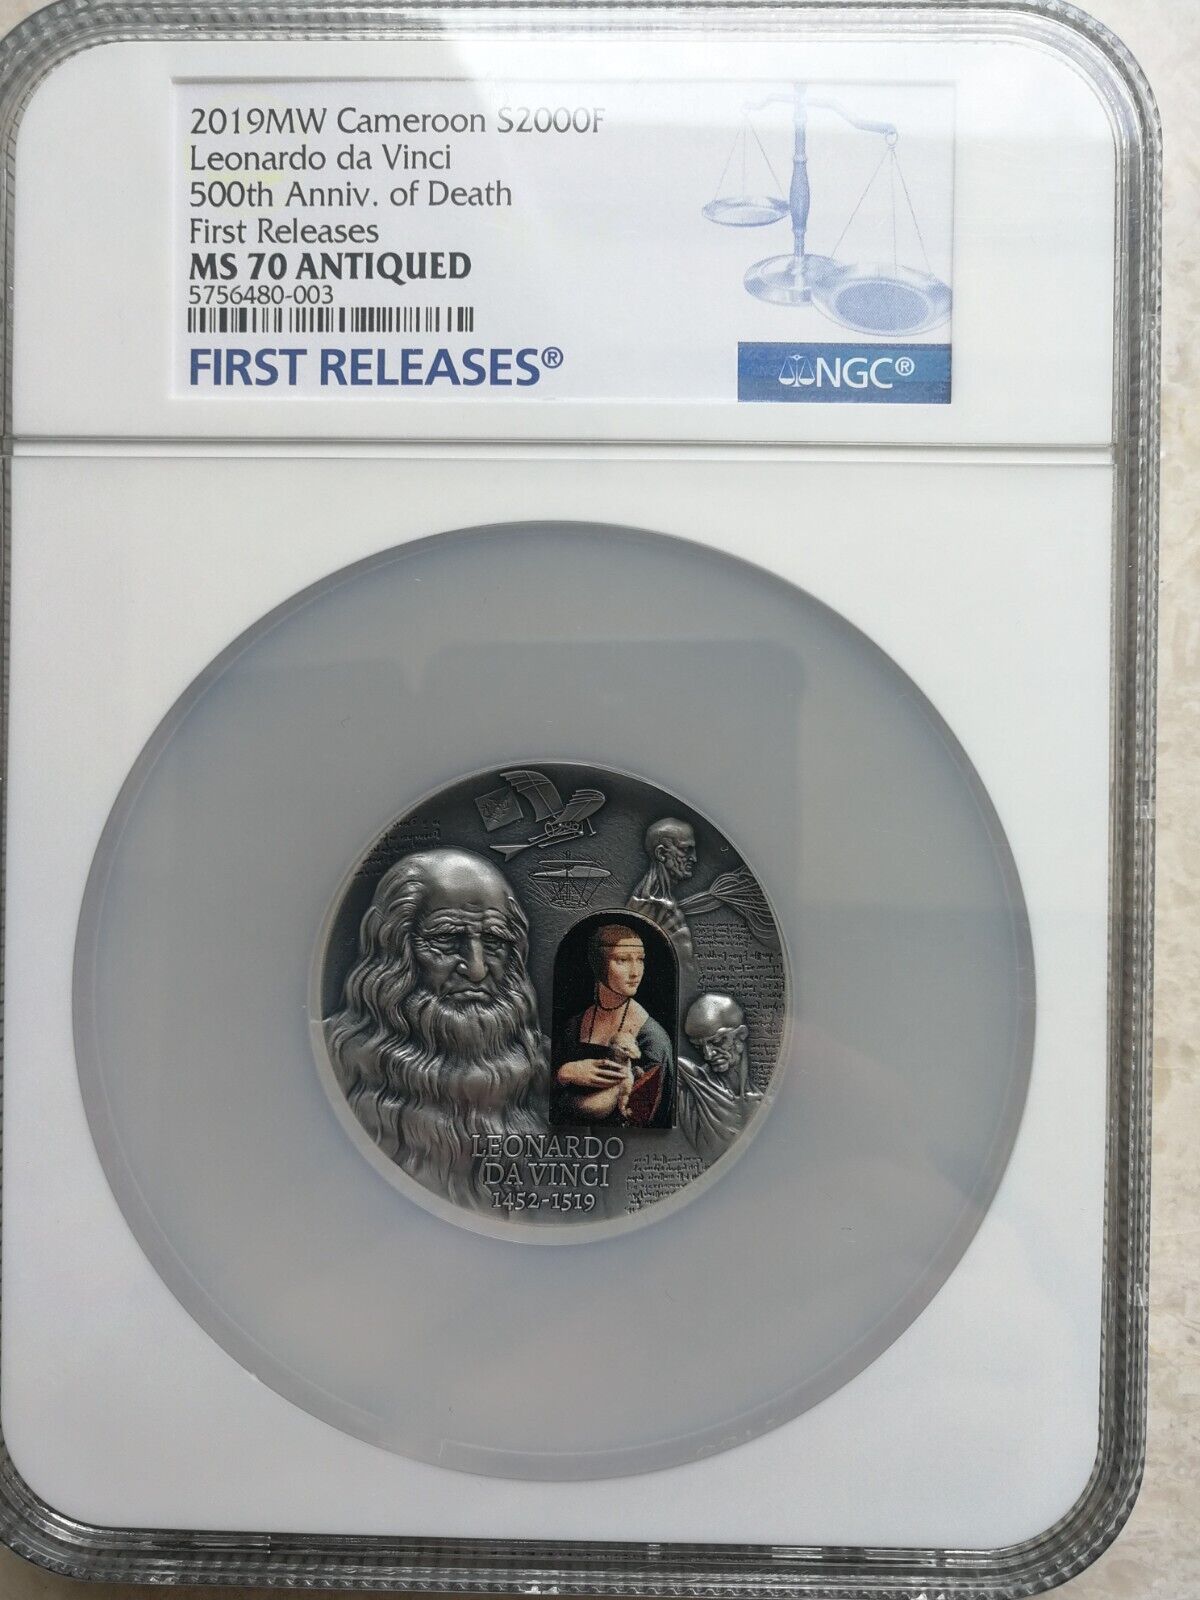 2019MW Cameroon S2000F
Leonardo da Vinci
500th Anniv. of Death
First Releases
MS 70 ANTIQUED
5756480-003
FIRST RELEASES®
NGC®
LEONARDO
DA VINCI
1452-1519